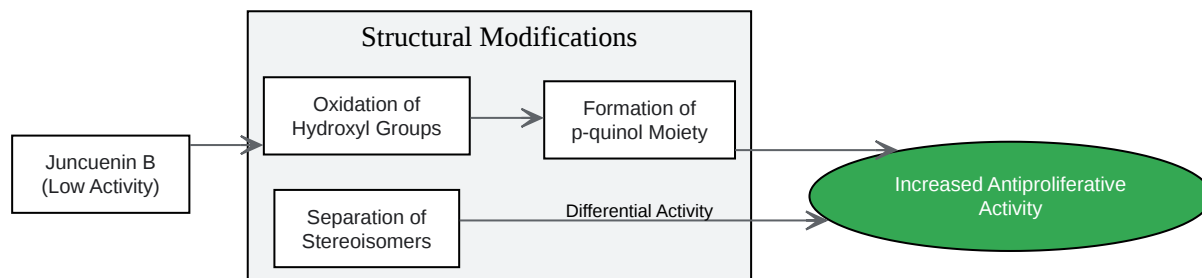 Structural Modifications
Oxidation of
Hydroxyl Groups
Formation of
p-quinol Moiety
Juncuenin B
(Low Activity)
Separation of
Stereoisomers
Differential Activity
Increased Antiproliferative
Activity